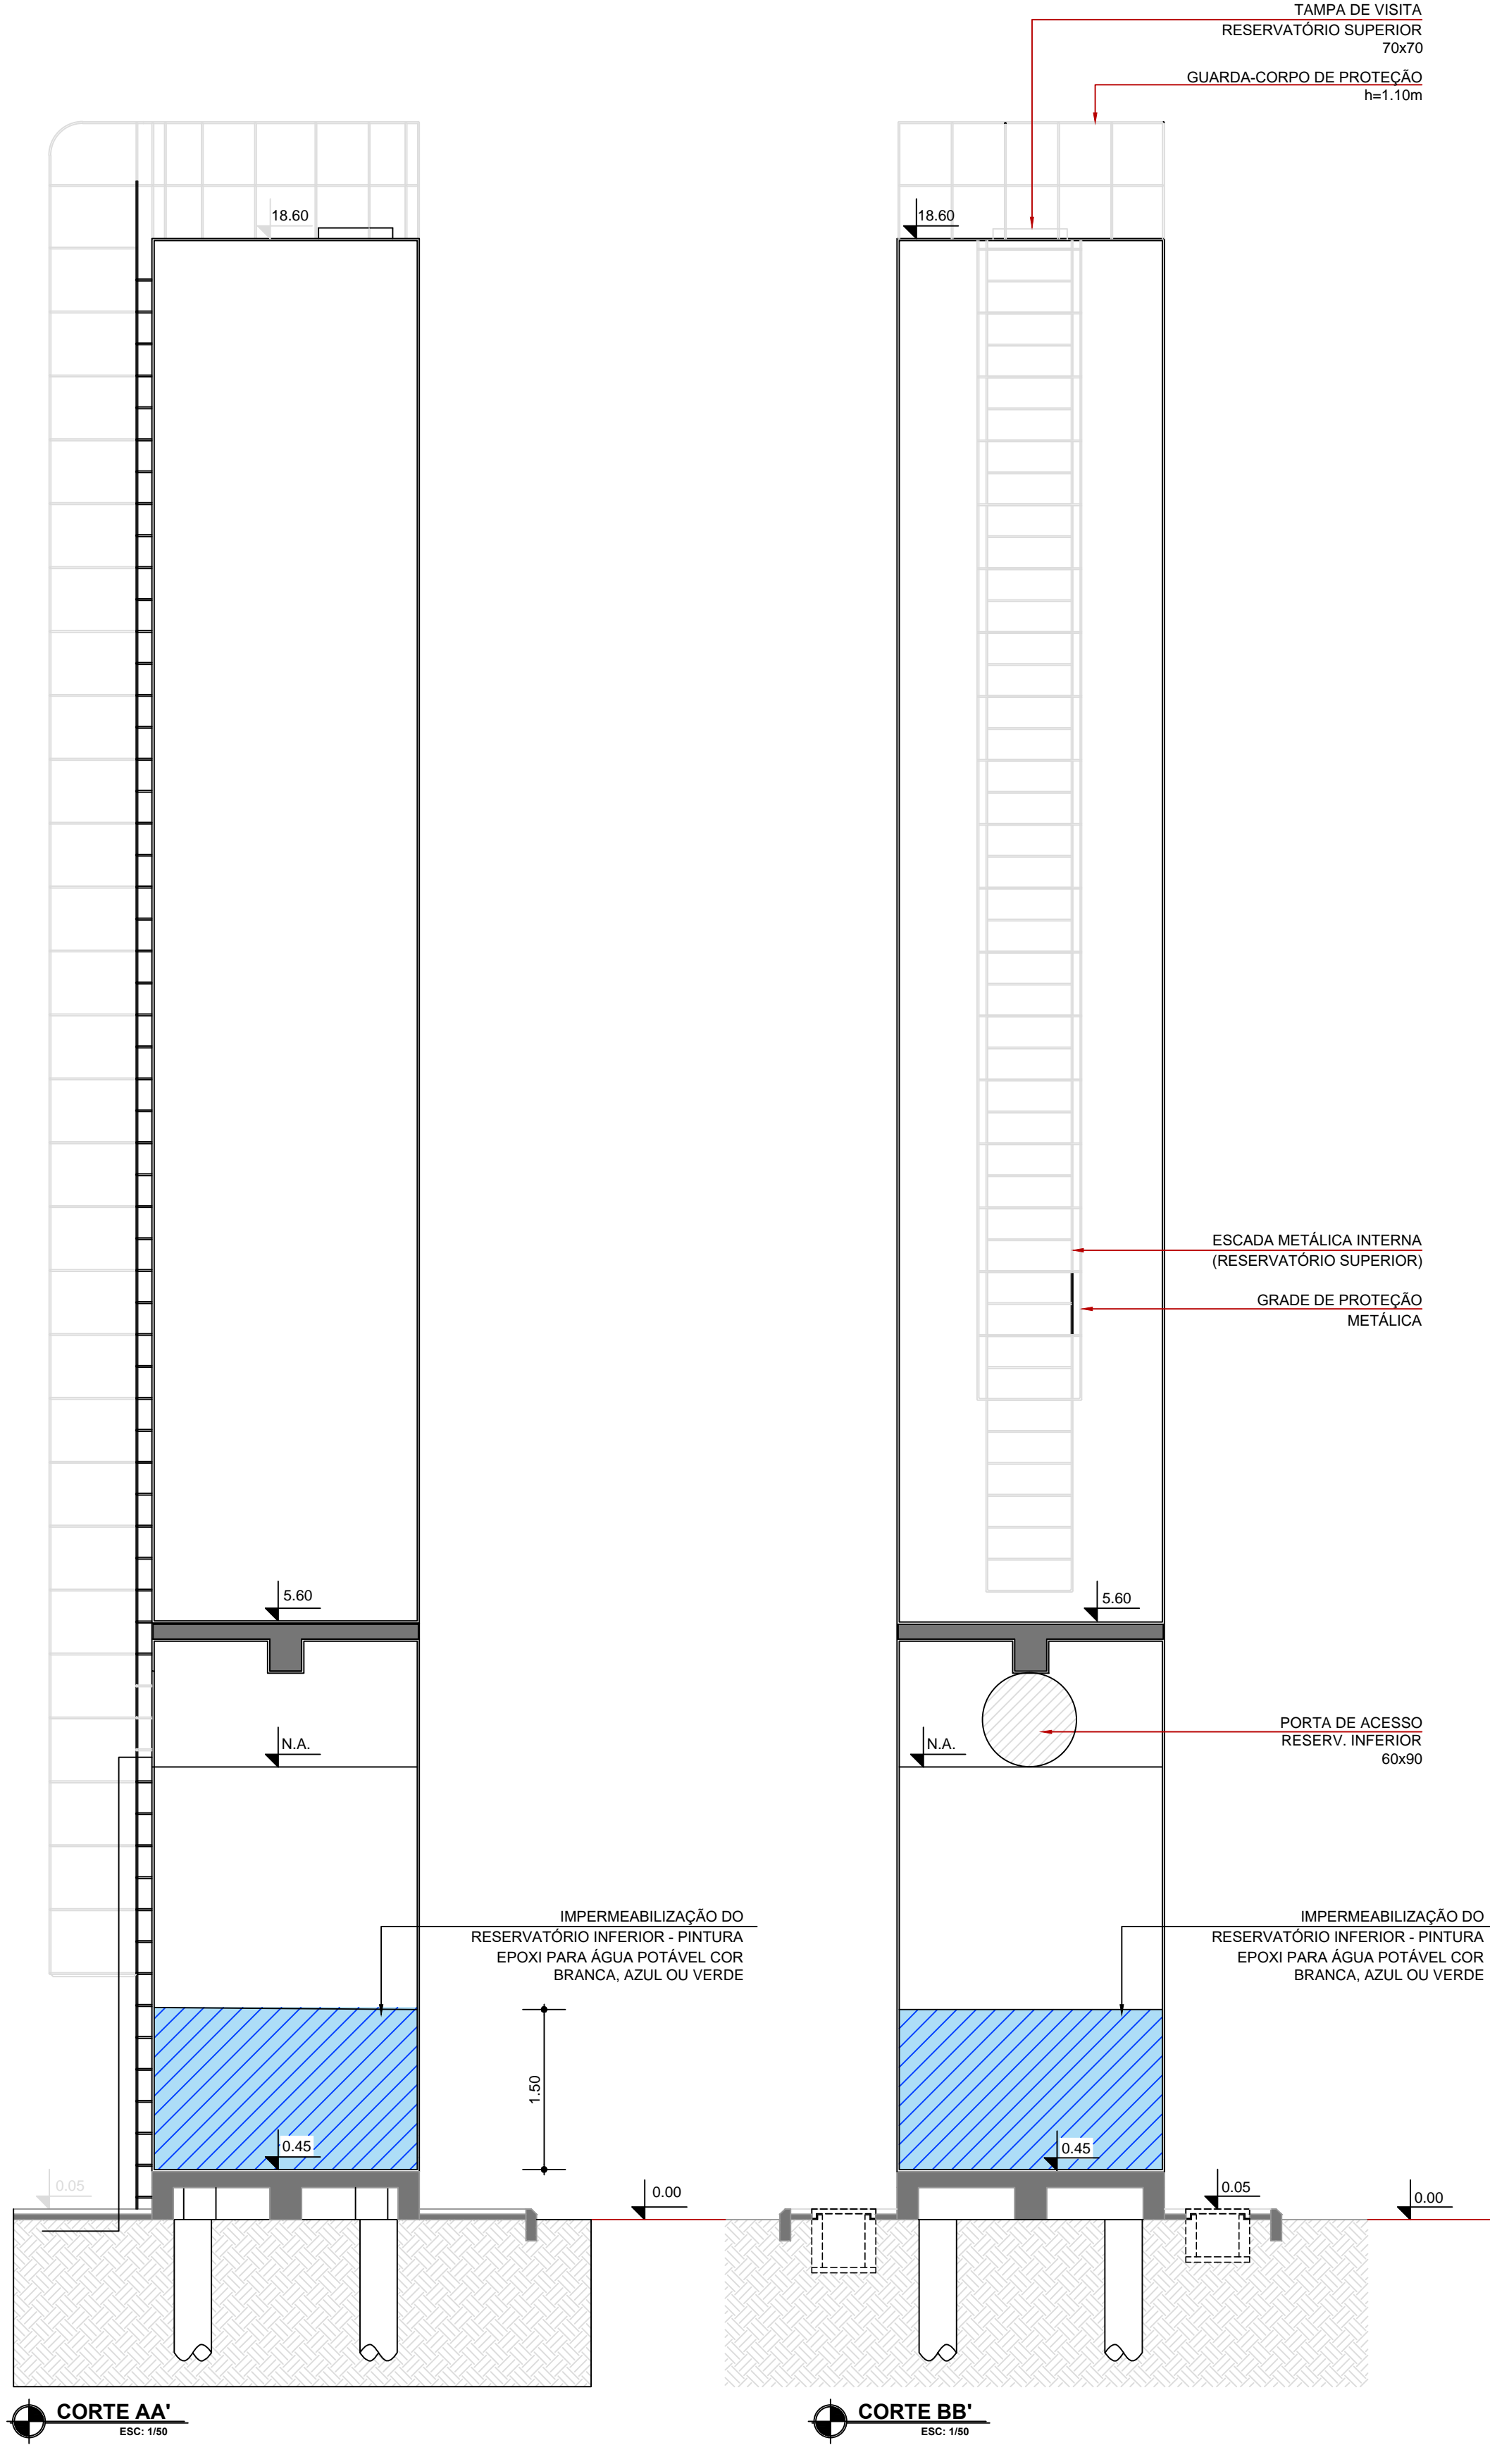 TAMPA DE VISITA
RESERVATÓRIO SUPERIOR
70x70
GUARDA-CORPO DE PROTEÇÃO
h=1.10m
18.60
18.60
ESCADA METÁLICA INTERNA
(RESERVATÓRIO SUPERIOR)
GRADE DE PROTEÇÃO
METÁLICA
5.60
5.60
PORTA DE ACESSO
RESERV. INFERIOR
60x90
N.A.
N.A.
IMPERMEABILIZAÇÃO DO
RESERVATÓRIO INFERIOR - PINTURA
EPOXI PARA ÁGUA POTÁVEL COR
BRANCA, AZUL OU VERDE
IMPERMEABILIZAÇÃO DO
RESERVATÓRIO INFERIOR - PINTURA
EPOXI PARA ÁGUA POTÁVEL COR
BRANCA, AZUL OU VERDE
1.50
0.45
0.45
0.05
0.00
0.05
0.00
CORTE AA'
ESC: 1/50
CORTE BB'
ESC: 1/50